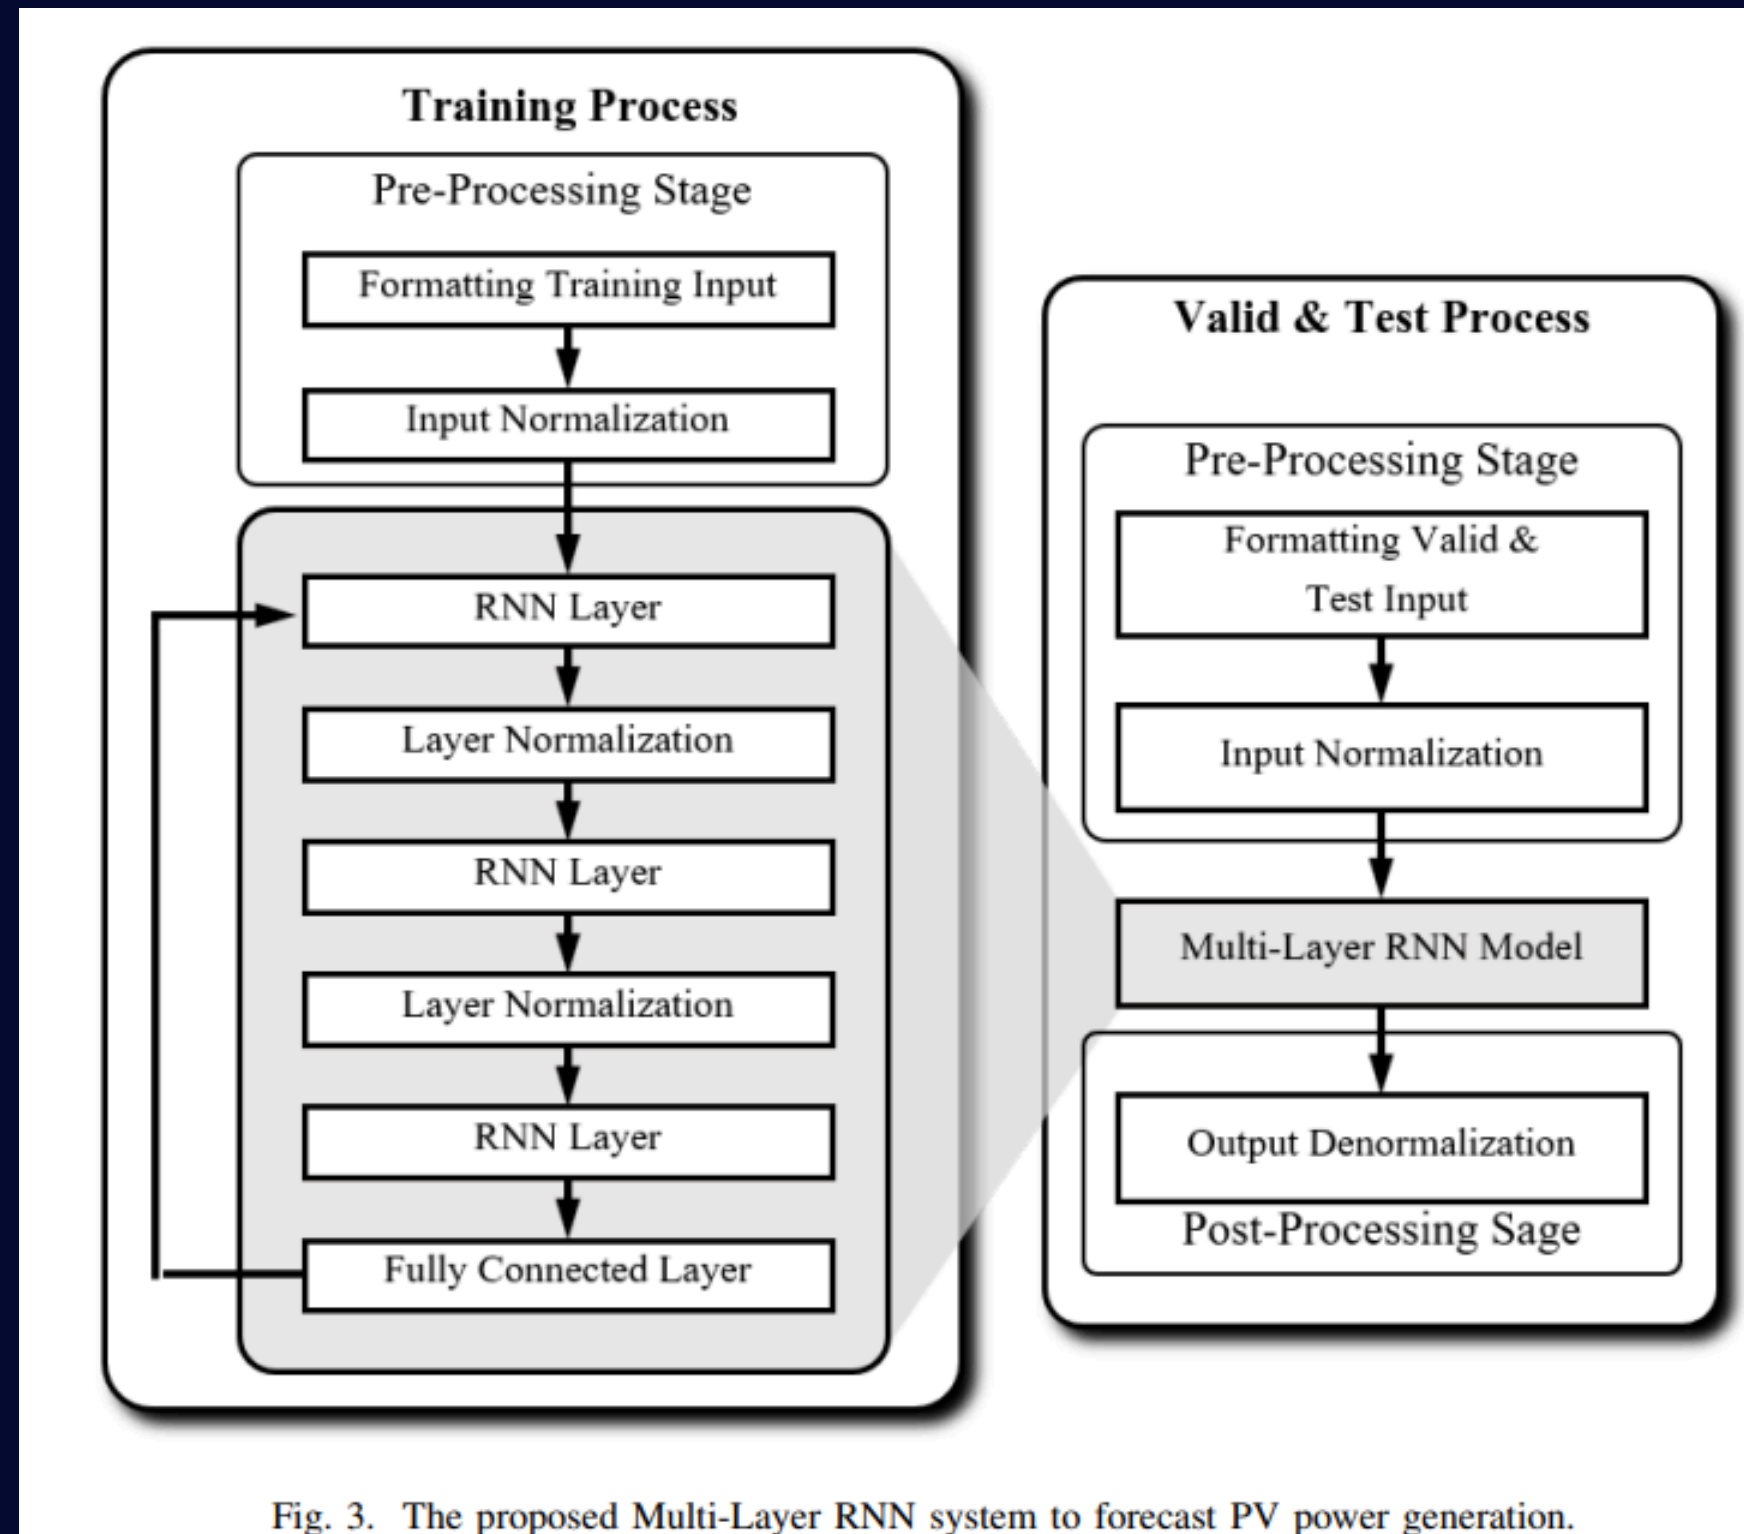 Training Process
Pre-Processing Stage
Formatting Training Input
Input Normalization
RNN Layer
Layer Normalization
RNN Layer
Layer Normalization
RNN Layer
Fully Connected Layer
Valid & Test Process
Pre-Processing Stage
Formatting Valid &
Test Input
Input Normalization
Multi-Layer RNN Model
Output Denormalization
Post-Processing Sage
Fig. 3. The proposed Multi-Layer RNN system to forecast PV power generation.